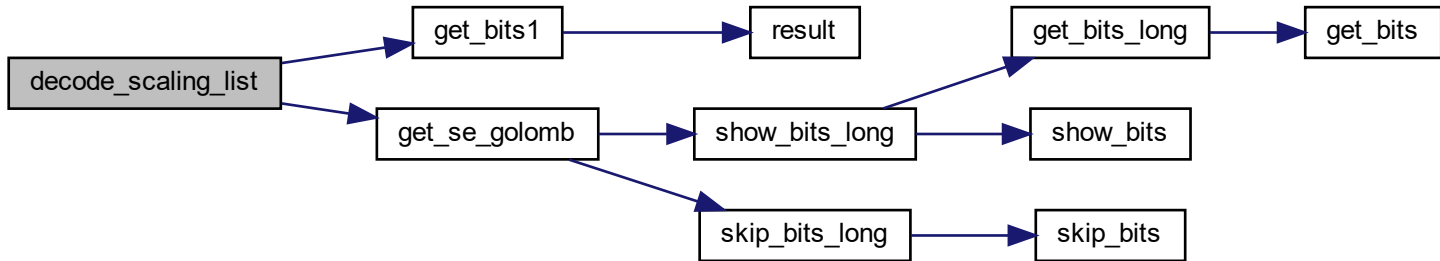 decode_scaling_list
get_bits1
result
get_se_golomb
show_bits_long
get_bits_long
get_bits
show_bits
skip_bits_long
skip_bits